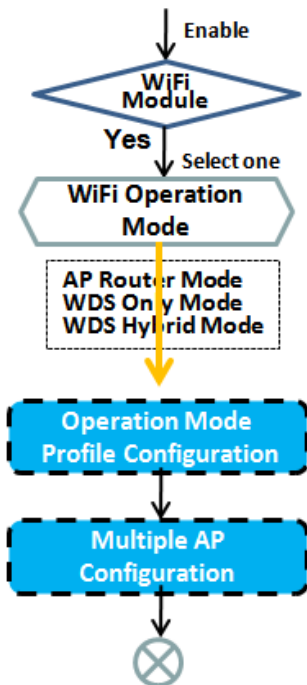 Enable
WiFi
Module
Yes
Select one
WiFi Operation
Mode
AP Router Mode
WDS Only Mode
WDS Hybrid Mode
Operation Mode
Profile Configuration
Multiple AP
Configuration